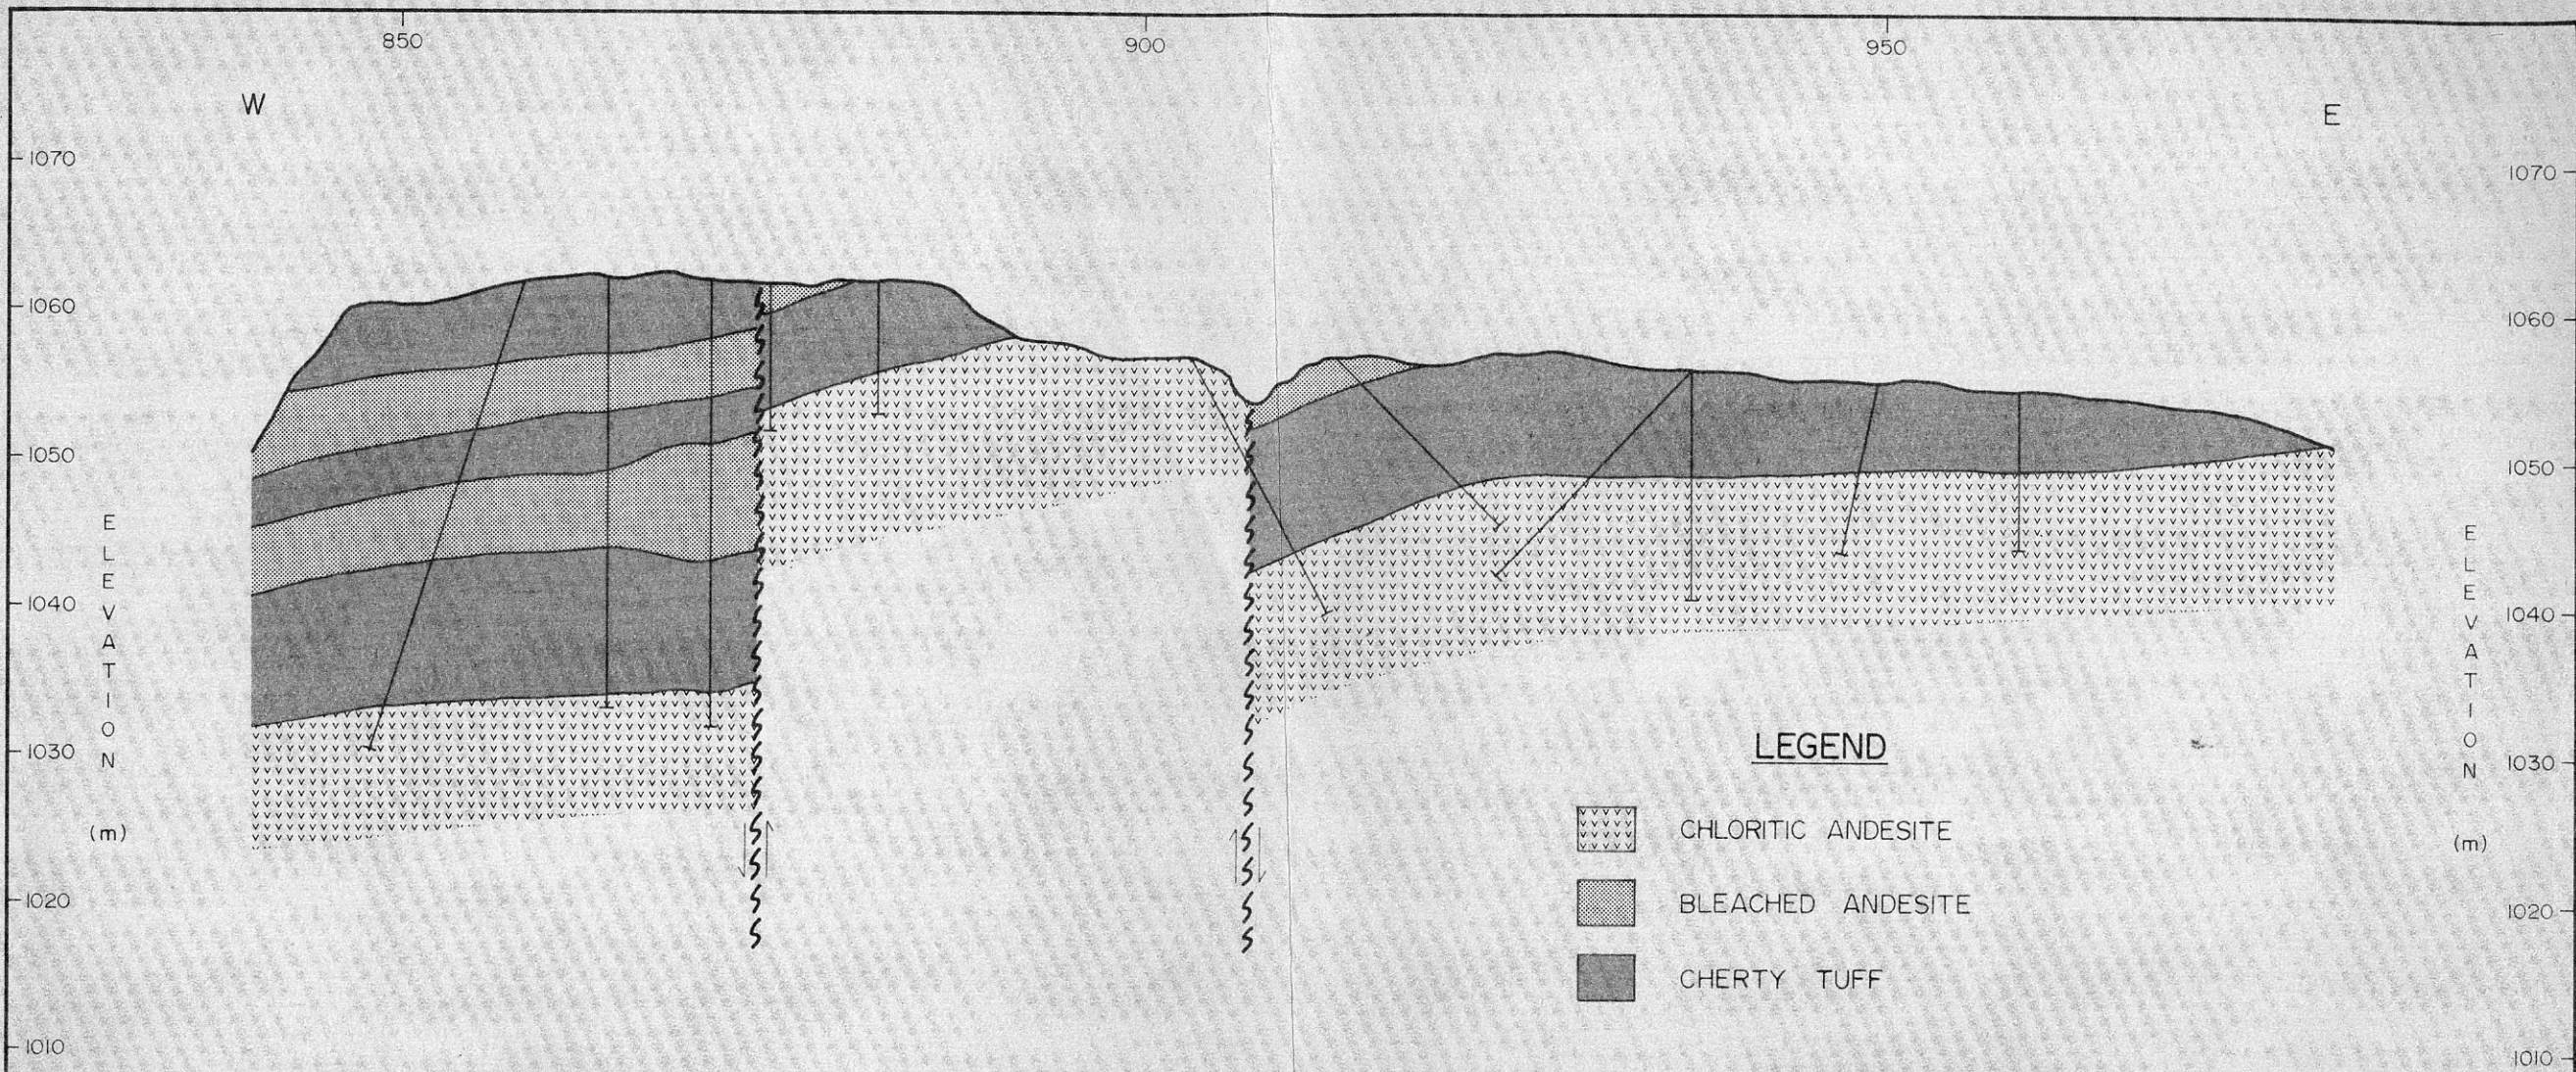 850 900 950
W E
1070 1070
1060 1060
1050 1050
ELEVATION (m)
ELEVATION (m)
1040 1040
1030 1030
1020 1020
1010 1010
LEGEND
CHLORITIC ANDESITE
BLEACHED ANDESITE
CHERTY TUFF